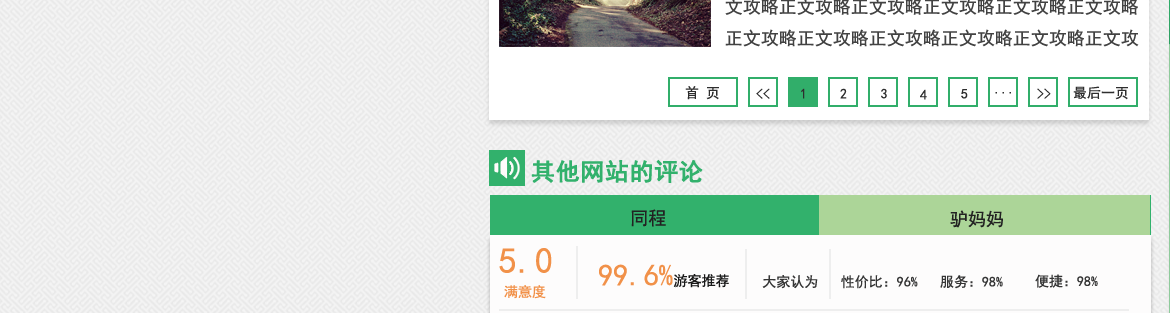 文攻略正文攻略正文攻略正文攻略正文攻略正文攻略
正文攻略正文攻略正文攻略正文攻略正文攻略正文攻
首 页 << 1 2 3 4 5 ··· >> 最后一页
其他网站的评论
同程 驴妈妈
5.0 满意度
99.6%游客推荐 大家认为 性价比：96% 服务：98% 便捷：98%